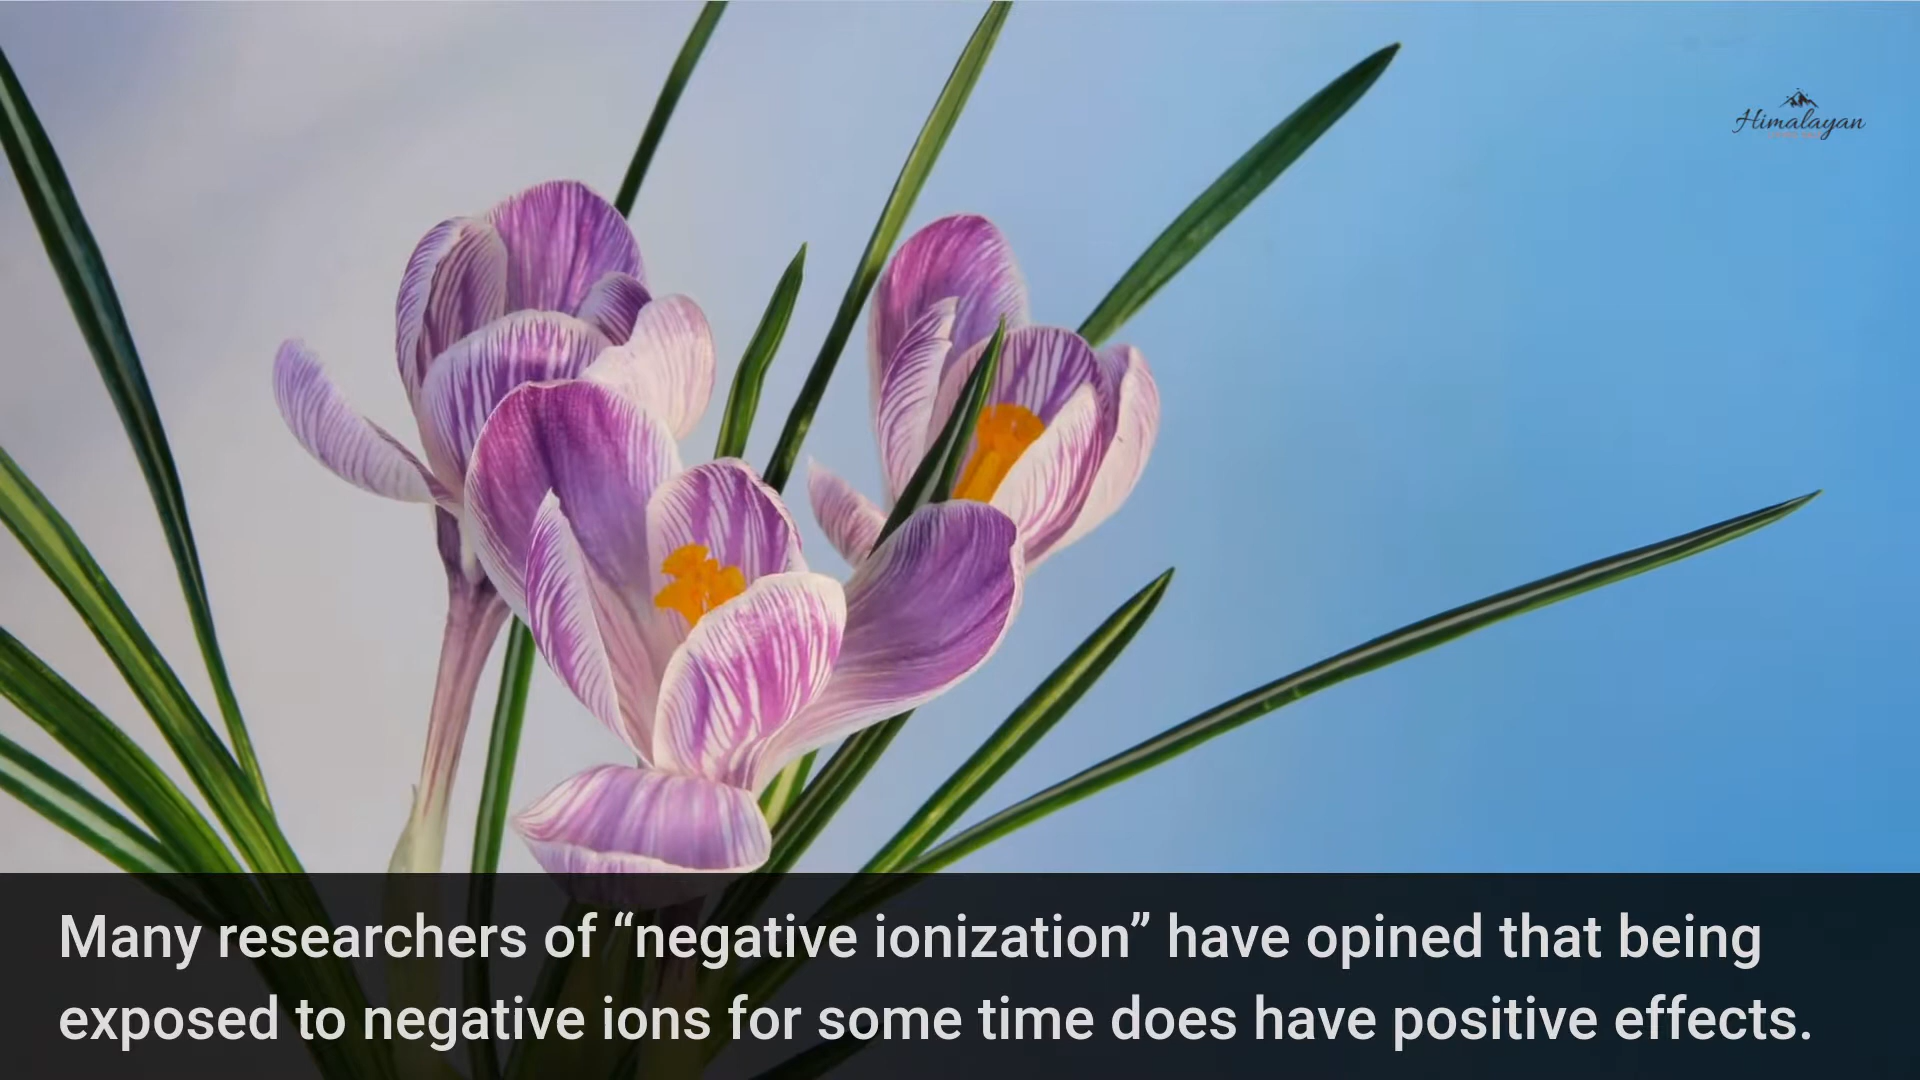 Himalayan
Many researchers of “negative ionization” have opined that being
exposed to negative ions for some time does have positive effects.